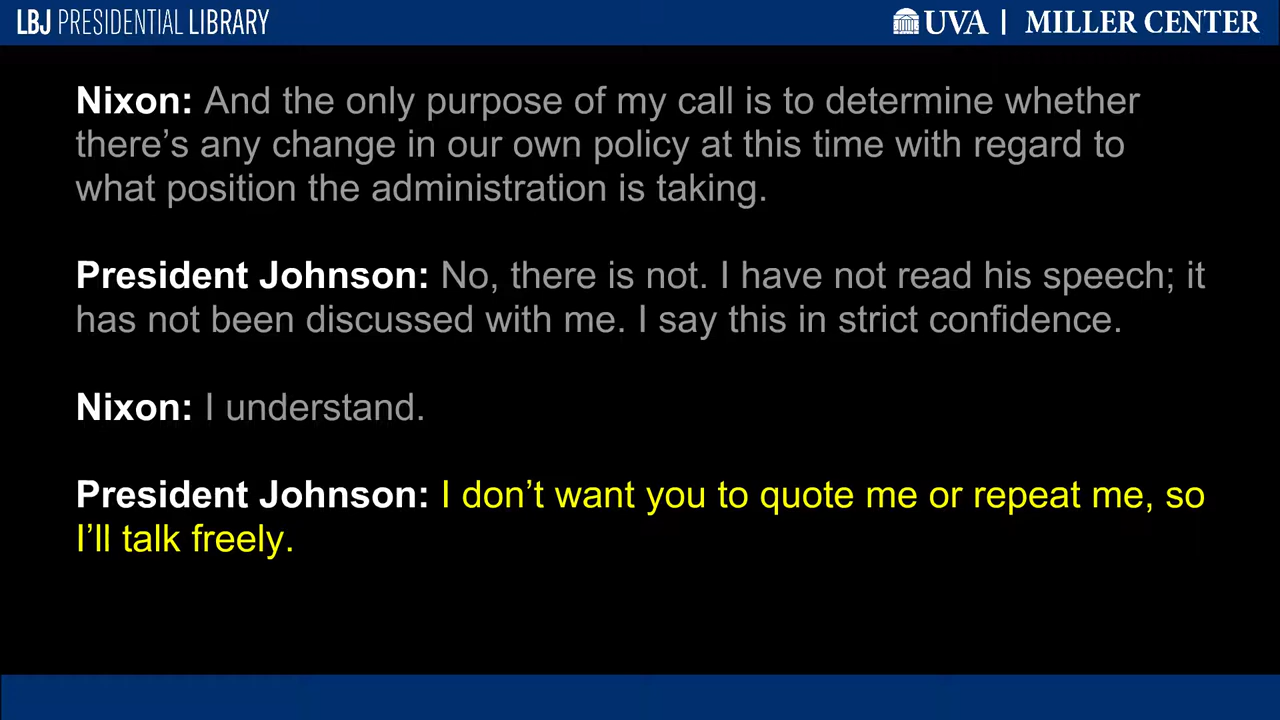 LBJ PRESIDENTIAL LIBRARY
UVA | MILLER CENTER
Nixon: And the only purpose of my call is to determine whether
there’s any change in our own policy at this time with regard to
what position the administration is taking.
President Johnson: No, there is not. I have not read his speech; it
has not been discussed with me. I say this in strict confidence.
Nixon: I understand.
President Johnson: I don’t want you to quote me or repeat me, so
I’ll talk freely.